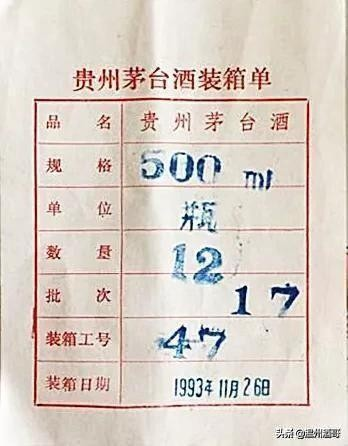 贵州茅台酒装箱单
品名 贵州茅台酒
规格 500 ml
单位 瓶
数量 12
批次 17
装箱工号 47
装箱日期 1993年11月26日
头条@温州酒哥